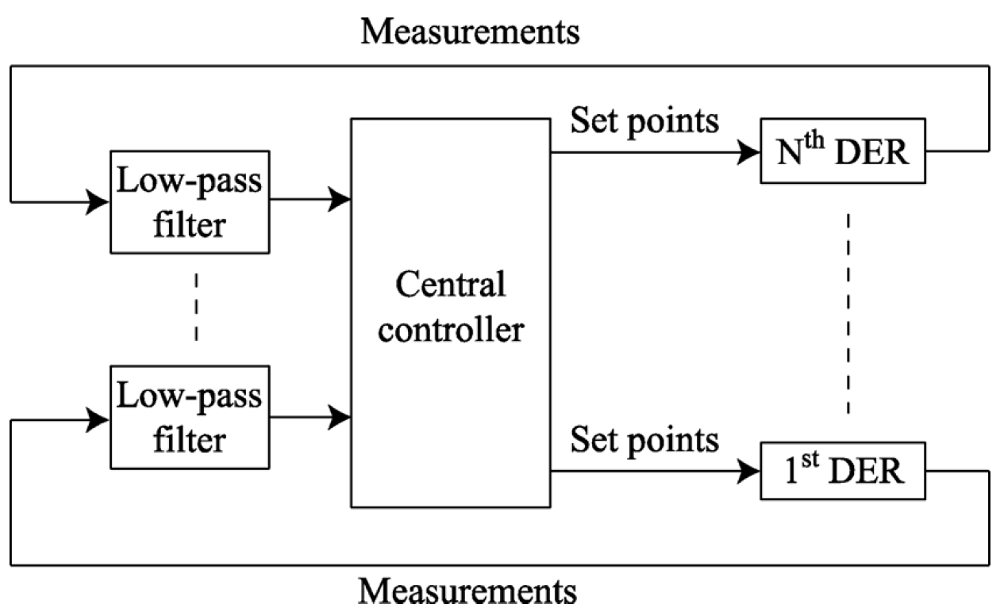 Measurements
Set points
Nth DER
Low-pass
filter
Central
controller
Low-pass
filter
Set points
1st DER
Measurements